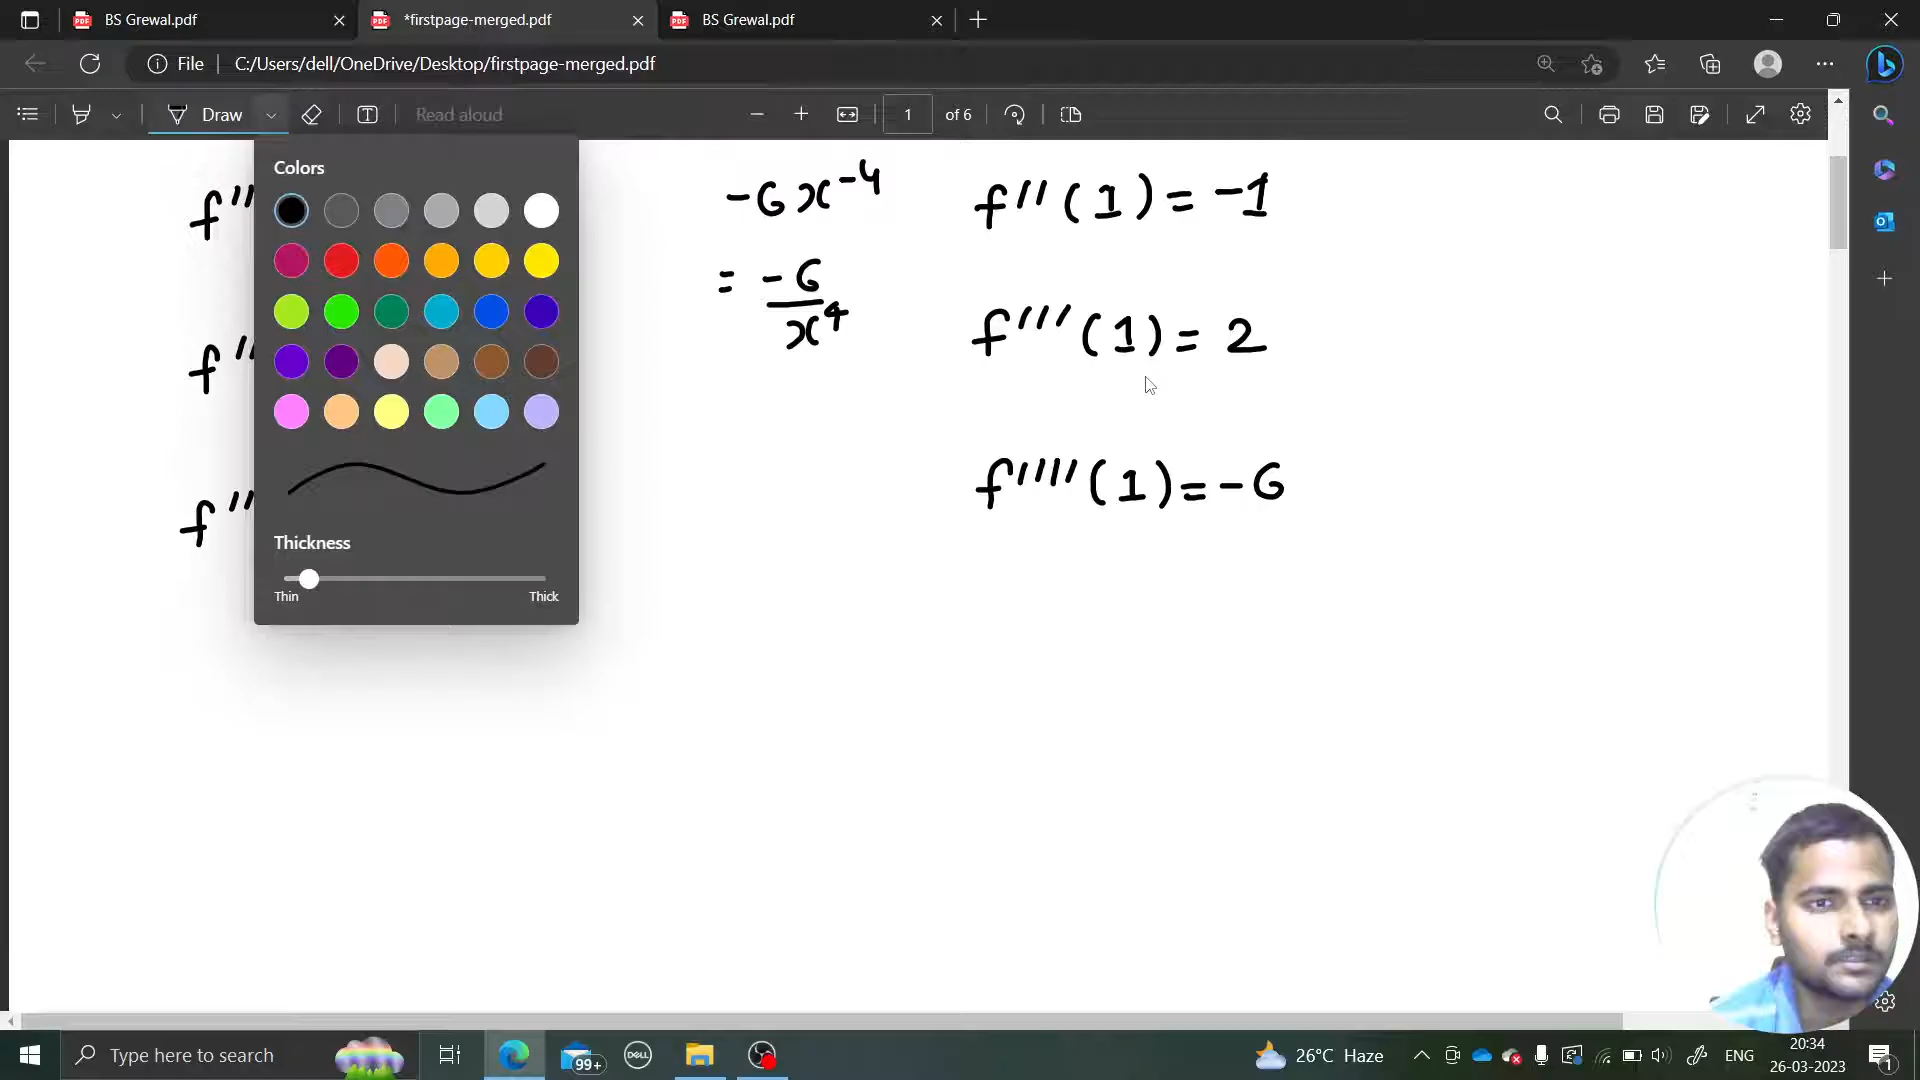 BS Grewal.pdf
*firstpage-merged.pdf
BS Grewal.pdf
File
C:/Users/dell/OneDrive/Desktop/firstpage-merged.pdf
Draw
Read aloud
1 of 6
Colors
Thickness
Thin Thick
f''
f''
f''
-6x⁻⁴
= -6/x⁴
f''(1) = -1
f'''(1) = 2
f''''(1) = -6
Type here to search
99+
DELL
26°C Haze
ENG
20:34
26-03-2023
1